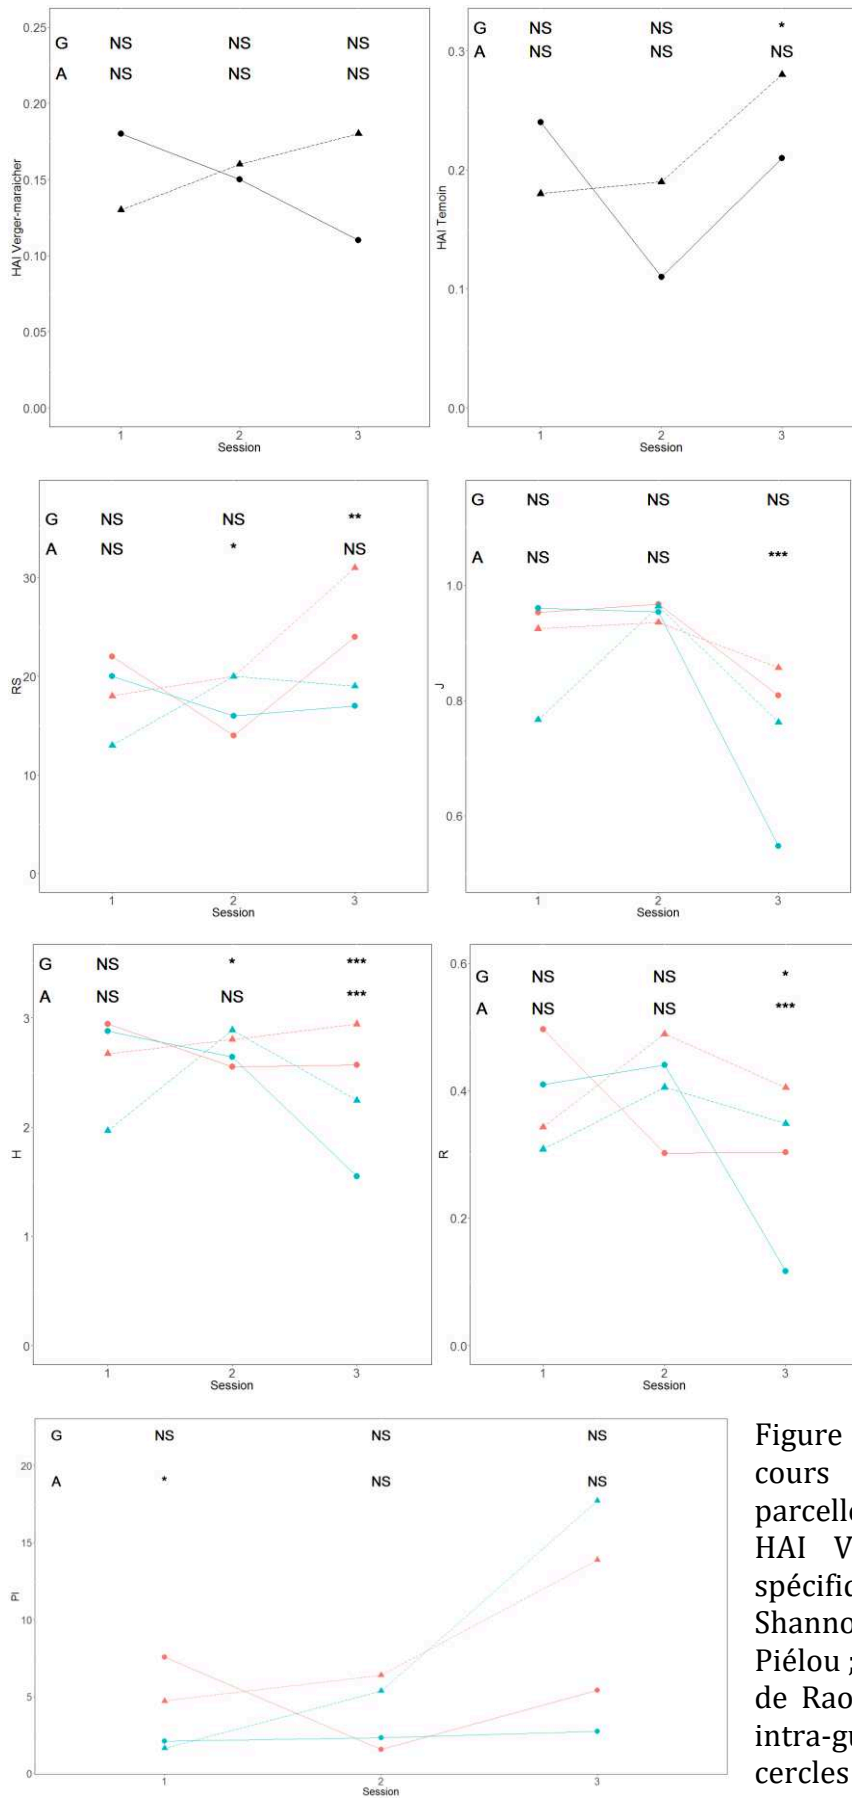 G NS NS NS
A NS NS NS
0.25
0.20
0.15
0.10
0.05
0.00
HAI Verger-maraicher
1 2 3
Session
G NS NS *
A NS NS NS
0.3
0.2
0.1
0.0
HAI Temoin
1 2 3
Session
G NS NS **
A NS * NS
30
20
10
0
RS
1 2 3
Session
G NS NS NS
A NS NS ***
1.0
0.8
0.6
J
1 2 3
Session
G NS * ***
A NS NS ***
3
2
1
0
H
1 2 3
Session
G NS NS *
A NS NS ***
0.6
0.4
0.2
0.0
R
1 2 3
Session
G NS NS NS
A * NS NS
20
15
10
5
0
PI
1 2 3
Session
Figure
cours
parcelle
HAI V
spécific
Shanno
Piélou ;
de Rao
intra-gu
cercles